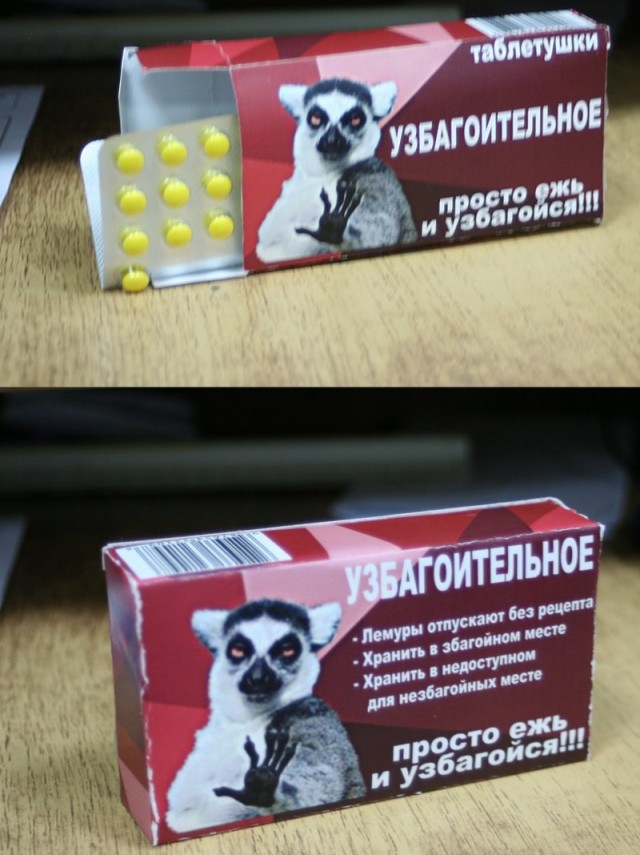 таблетушки
УЗБАГОИТЕЛЬНОЕ
просто ежь
и узбагойся!!!
УЗБАГОИТЕЛЬНОЕ
- Лемуры отпускают без рецепта
- Хранить в збагойном месте
- Хранить в недоступном
для незбагойных месте
просто ежь
и узбагойся!!!